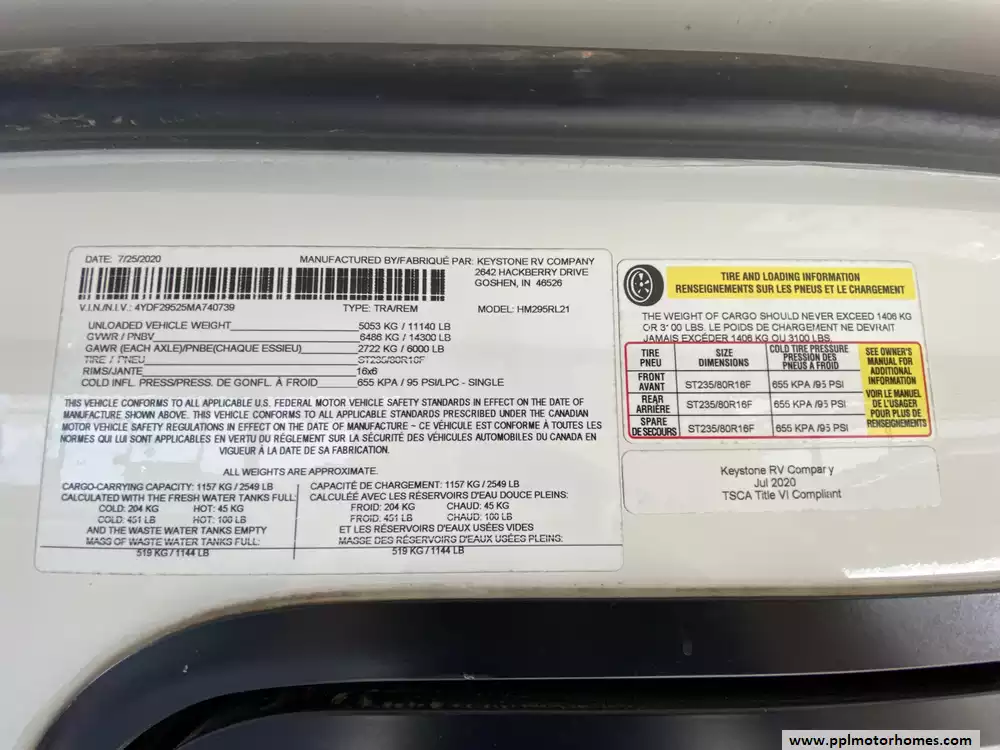 DATE: 7/25/2020
MANUFACTURED BY/FABRIQUÉ PAR: KEYSTONE RV COMPANY
2642 HACKBERRY DRIVE
GOSHEN, IN 46526
V.I.N./N.I.V.: 4YDF29525MA740739 TYPE: TRA/REM MODEL: HM295RL21
UNLOADED VEHICLE WEIGHT 5053 KG / 11140 LB
GVWR / PNBV 6486 KG / 14300 LB
GAWR (EACH AXLE)/PNBE(CHAQUE ESSIEU) 2722 KG / 6000 LB
TIRE / PNEU ST235/80R16F
RIMS/JANTE 16x6
COLD INFL. PRESS/PRESS. DE GONFL. À FROID 655 KPA / 95 PSI/LPC - SINGLE
THIS VEHICLE CONFORMS TO ALL APPLICABLE U.S. FEDERAL MOTOR VEHICLE SAFETY STANDARDS IN EFFECT ON THE DATE OF
MANUFACTURE SHOWN ABOVE. THIS VEHICLE CONFORMS TO ALL APPLICABLE STANDARDS PRESCRIBED UNDER THE CANADIAN
MOTOR VEHICLE SAFETY REGULATIONS IN EFFECT ON THE DATE OF MANUFACTURE ~ CE VÉHICULE EST CONFORME À TOUTES LES
NORMES QUI LUI SONT APPLICABLES EN VERTU DU RÉGLEMENT SUR LA SÉCURITÉ DES VÉHICULES AUTOMOBILES DU CANADA EN
VIGUEUR À LA DATE DE SA FABRICATION.
ALL WEIGHTS ARE APPROXIMATE.
CARGO-CARRYING CAPACITY: 1157 KG / 2549 LB
CALCULATED WITH THE FRESH WATER TANKS FULL:
COLD: 204 KG HOT: 45 KG
COLD: 451 LB HOT: 100 LB
AND THE WASTE WATER TANKS EMPTY
MASS OF WASTE WATER TANKS FULL:
519 KG / 1144 LB
CAPACITÉ DE CHARGEMENT: 1157 KG / 2549 LB
CALCULÉE AVEC LES RÉSERVOIRS D'EAU DOUCE PLEINS:
FROID: 204 KG CHAUD: 45 KG
FROID: 451 LB CHAUD: 100 LB
ET LES RÉSERVOIRS D'EAUX USÉES VIDES
MASSE DES RÉSERVOIRS D'EAUX USÉES PLEINS:
519 KG / 1144 LB
TIRE AND LOADING INFORMATION
RENSEIGNEMENTS SUR LES PNEUS ET LE CHARGEMENT
THE WEIGHT OF CARGO SHOULD NEVER EXCEED 1406 KG
OR 3100 LBS. LE POIDS DE CHARGEMENT NE DEVRAIT
JAMAIS EXCÉDER 1406 KG OU 3100 LBS.
TIRE
PNEU
SIZE
DIMENSIONS
COLD TIRE PRESSURE
PRESSION DES
PNEUS A FROID
FRONT
AVANT
ST235/80R16F 655 KPA /95 PSI
REAR
ARRIÈRE
ST235/80R16F 655 KPA /95 PSI
SPARE
DE SECOURS
ST235/80R16F 655 KPA /95 PSI
SEE OWNER'S
MANUAL FOR
ADDITIONAL
INFORMATION
VOIR LE MANUEL
DE L'USAGER
POUR PLUS DE
RENSEIGNEMENTS
Keystone RV Company
Jul 2020
TSCA Title VI Compliant
www.pplmotorhomes.com